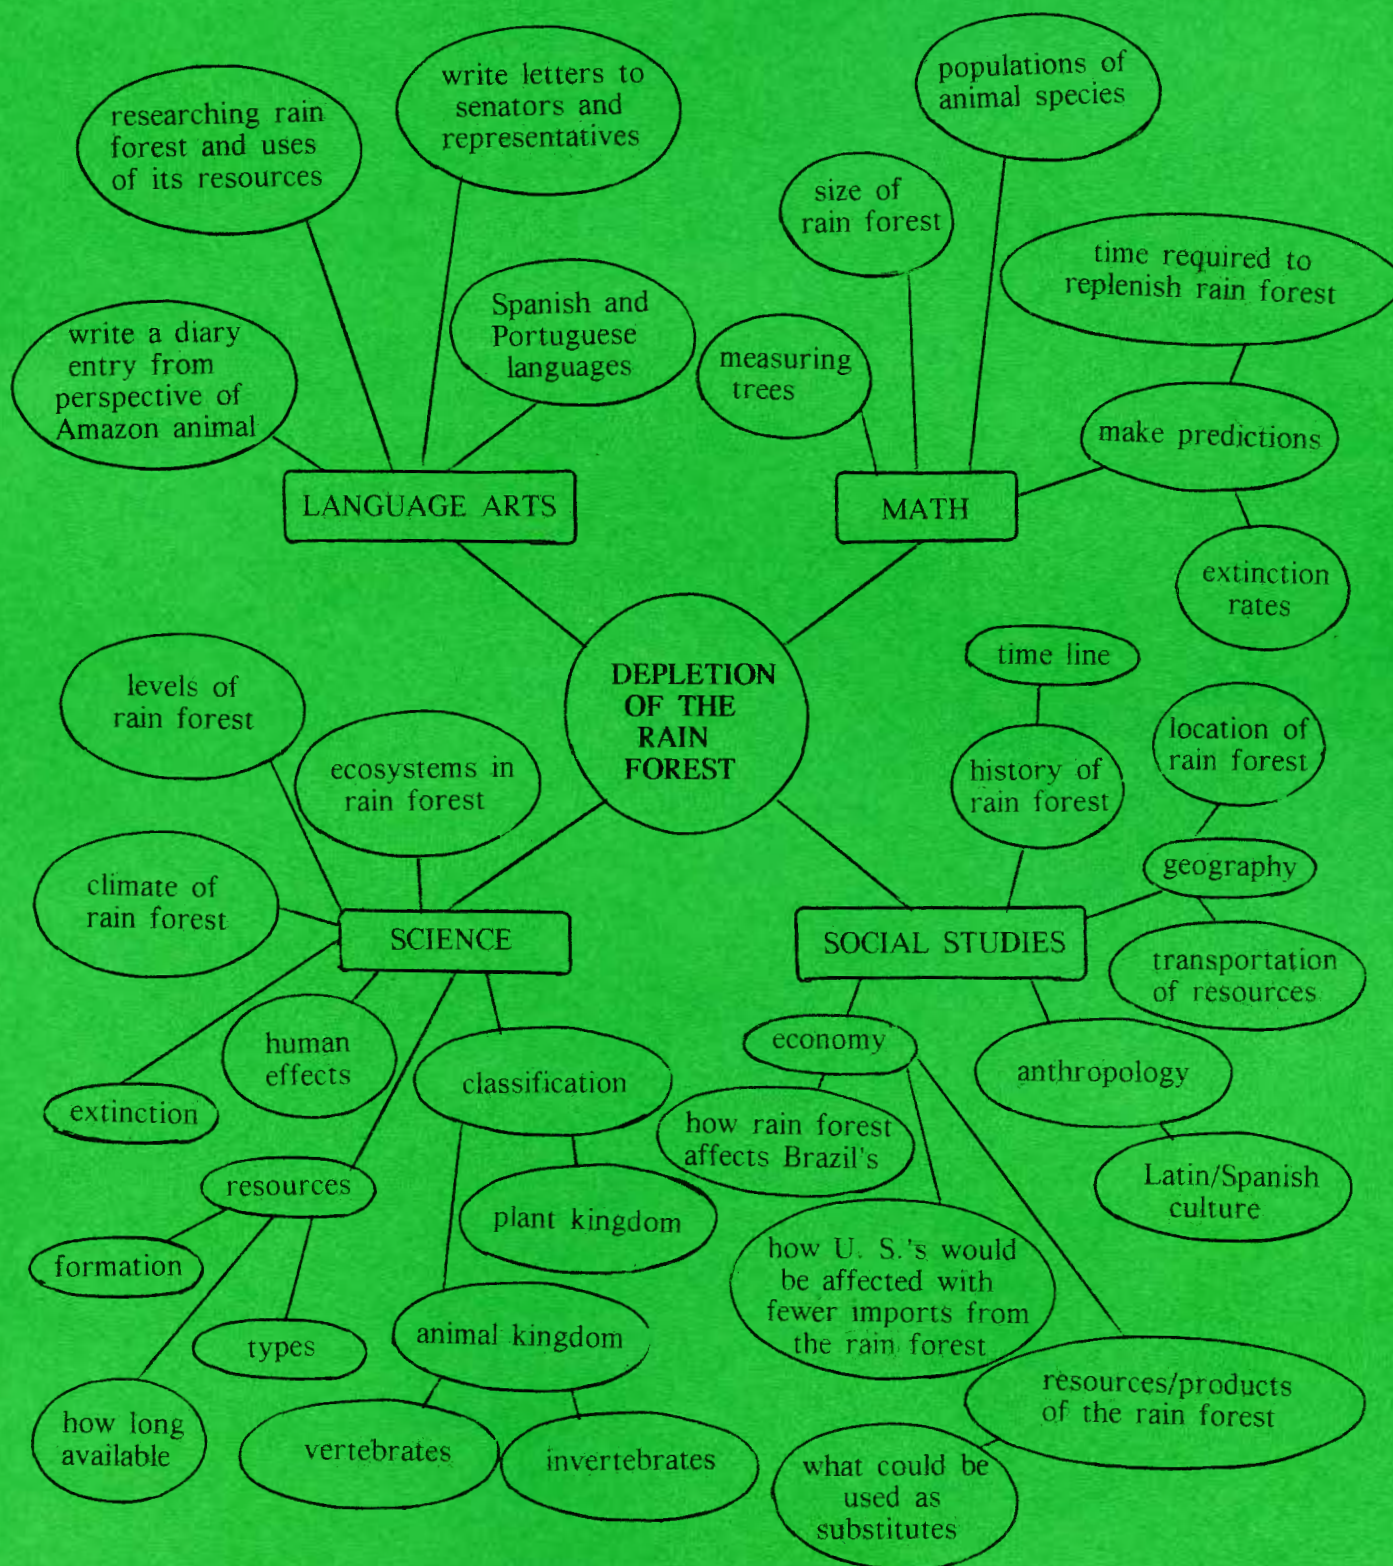 write letters to
senators and
representatives
populations of
animal species
researching rain
forest and uses
of its resources
size of
rain forest
time required to
replenish rain forest
Spanish and
Portuguese
languages
write a diary
entry from
perspective of
Amazon animal
measuring
trees
make predictions
LANGUAGE ARTS
MATH
extinction
rates
DEPLETION
OF THE
RAIN
FOREST
time line
levels of
rain forest
location of
rain forest
ecosystems in
rain forest
history of
rain forest
geography
climate of
rain forest
SCIENCE
SOCIAL STUDIES
transportation
of resources
human
effects
economy
anthropology
classification
extinction
how rain forest
affects Brazil's
Latin/Spanish
culture
resources
plant kingdom
formation
how U. S.'s would
be affected with
fewer imports from
the rain forest
types
animal kingdom
resources/products
of the rain forest
how long
available
vertebrates
invertebrates
what could be
used as
substitutes